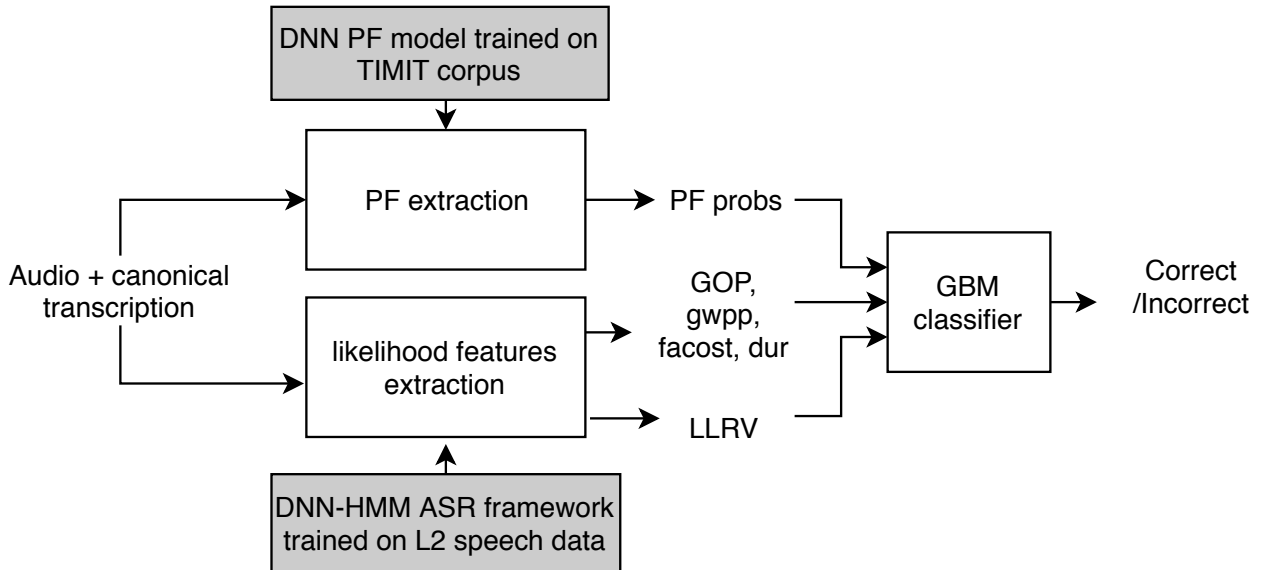 DNN PF model trained on
TIMIT corpus
PF extraction
PF probs
Audio + canonical
transcription
GOP,
gwpp,
facost, dur
likelihood features
extraction
LLRV
GBM
classifier
Correct
/Incorrect
DNN-HMM ASR framework
trained on L2 speech data